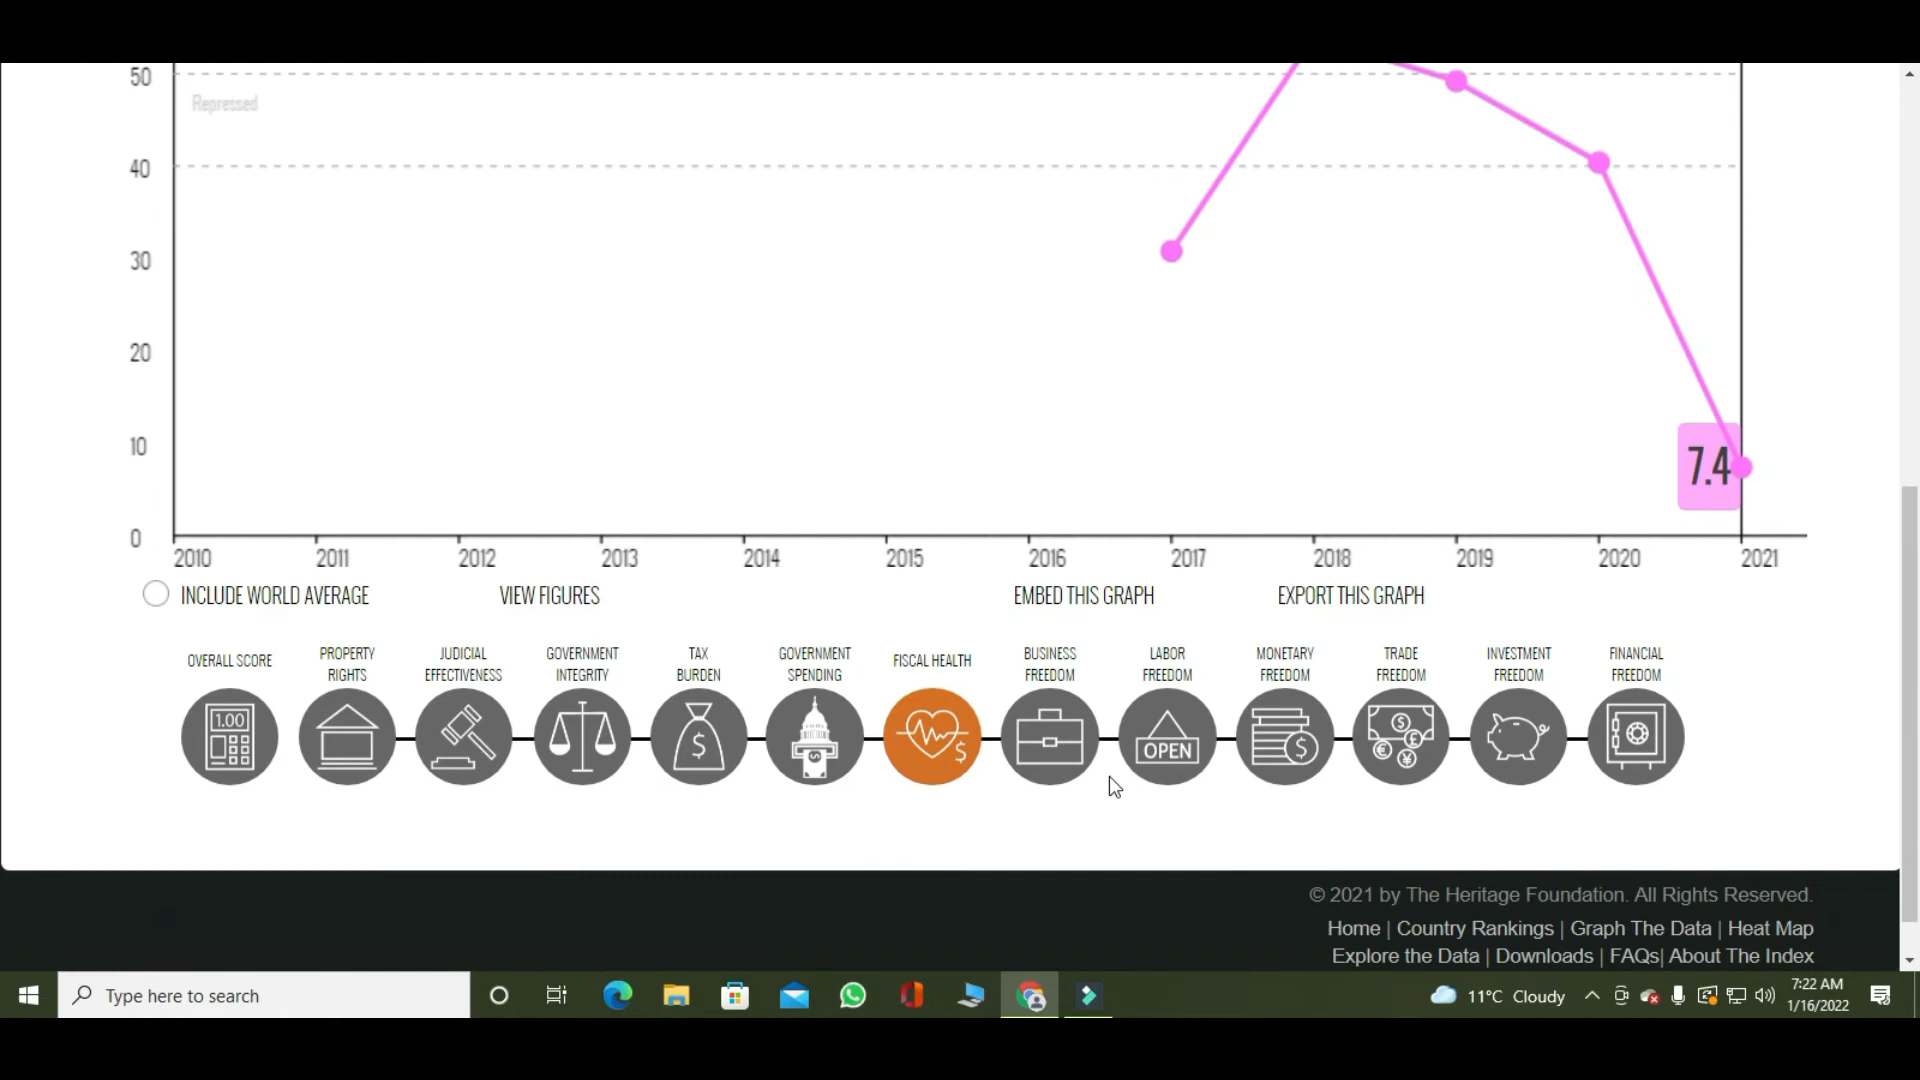 50
Repressed
40
30
20
10
7.4
0
2010 2011 2012 2013 2014 2015 2016 2017 2018 2019 2020 2021
INCLUDE WORLD AVERAGE VIEW FIGURES EMBED THIS GRAPH EXPORT THIS GRAPH
OVERALL SCORE
PROPERTY
RIGHTS
JUDICIAL
EFFECTIVENESS
GOVERNMENT
INTEGRITY
TAX
BURDEN
GOVERNMENT
SPENDING
FISCAL HEALTH
BUSINESS
FREEDOM
LABOR
FREEDOM
MONETARY
FREEDOM
TRADE
FREEDOM
INVESTMENT
FREEDOM
FINANCIAL
FREEDOM
1.00
$
$
$
OPEN
$
$
€
£
¥
© 2021 by The Heritage Foundation. All Rights Reserved.
Home | Country Rankings | Graph The Data | Heat Map
Explore the Data | Downloads | FAQs| About The Index
Type here to search
11°C Cloudy
7:22 AM
1/16/2022